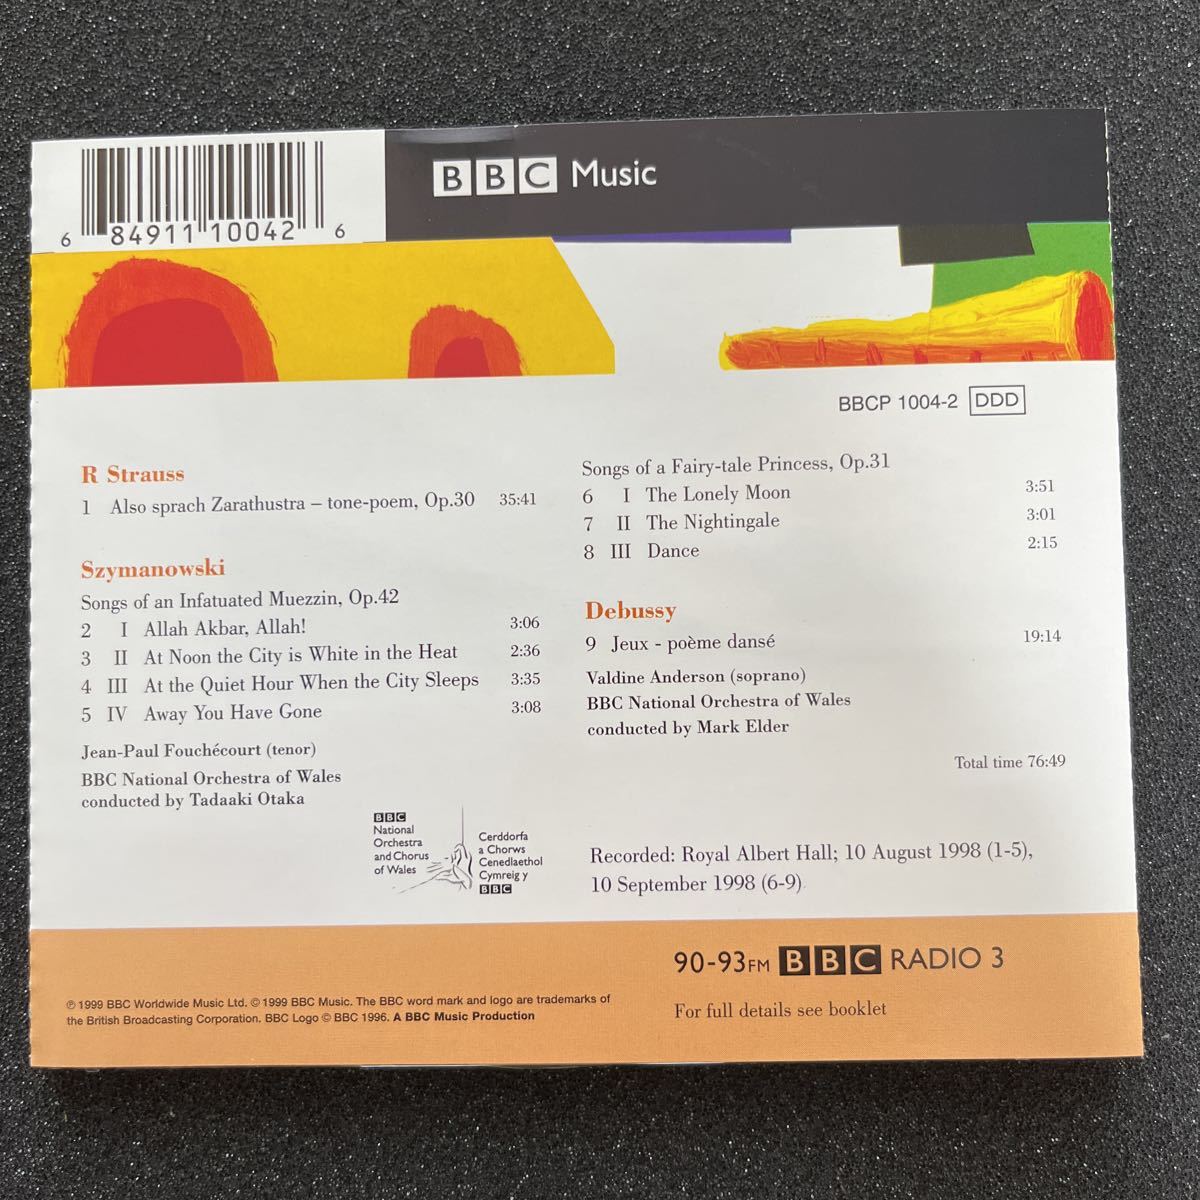 6 84911 10042 6
BBC Music
BBCP 1004-2 DDD
R Strauss
1 Also sprach Zarathustra – tone-poem, Op.30 35:41
Szymanowski
Songs of an Infatuated Muezzin, Op.42
2 I Allah Akbar, Allah! 3:06
3 II At Noon the City is White in the Heat 2:36
4 III At the Quiet Hour When the City Sleeps 3:35
5 IV Away You Have Gone 3:08
Jean-Paul Fouchécourt (tenor)
BBC National Orchestra of Wales
conducted by Tadaaki Otaka
BBC
National
Orchestra
and Chorus
of Wales
Cerddorfa
a Chorws
Cenedlaethol
Cymreig y
BBC
Songs of a Fairy-tale Princess, Op.31
6 I The Lonely Moon 3:51
7 II The Nightingale 3:01
8 III Dance 2:15
Debussy
9 Jeux - poème dansé 19:14
Valdine Anderson (soprano)
BBC National Orchestra of Wales
conducted by Mark Elder
Total time 76:49
Recorded: Royal Albert Hall; 10 August 1998 (1-5),
10 September 1998 (6-9)
90-93FM BBC RADIO 3
For full details see booklet
℗ 1999 BBC Worldwide Music Ltd. © 1999 BBC Music. The BBC word mark and logo are trademarks of
the British Broadcasting Corporation. BBC Logo © BBC 1996. A BBC Music Production